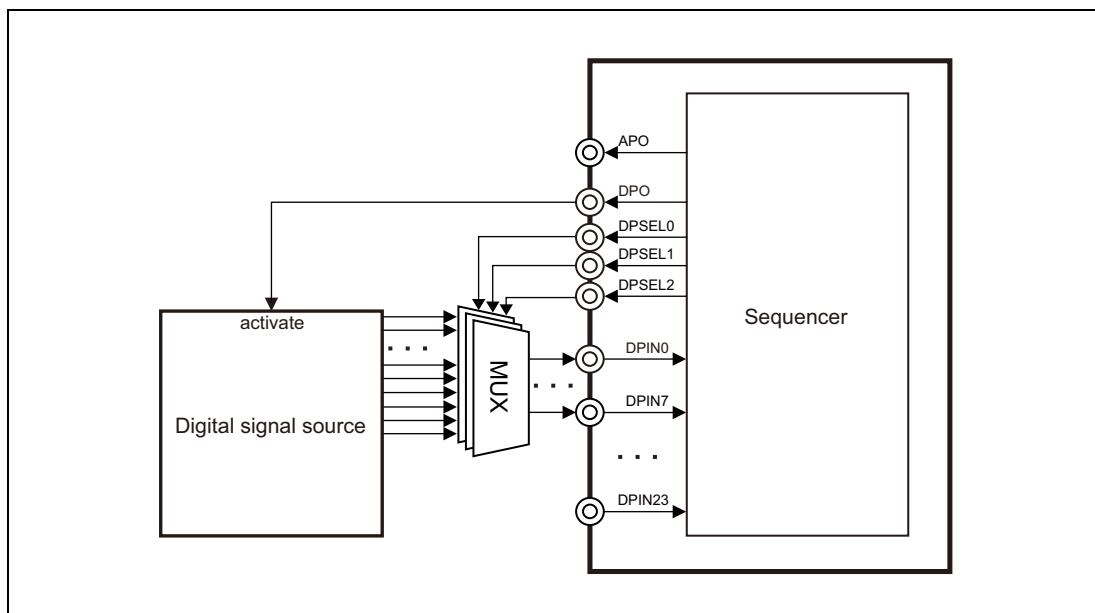 APO
DPO
DPSEL0
DPSEL1
DPSEL2
Sequencer
activate
DPIN0
MUX
. . .
. . .
DPIN7
Digital signal source
. . .
DPIN23